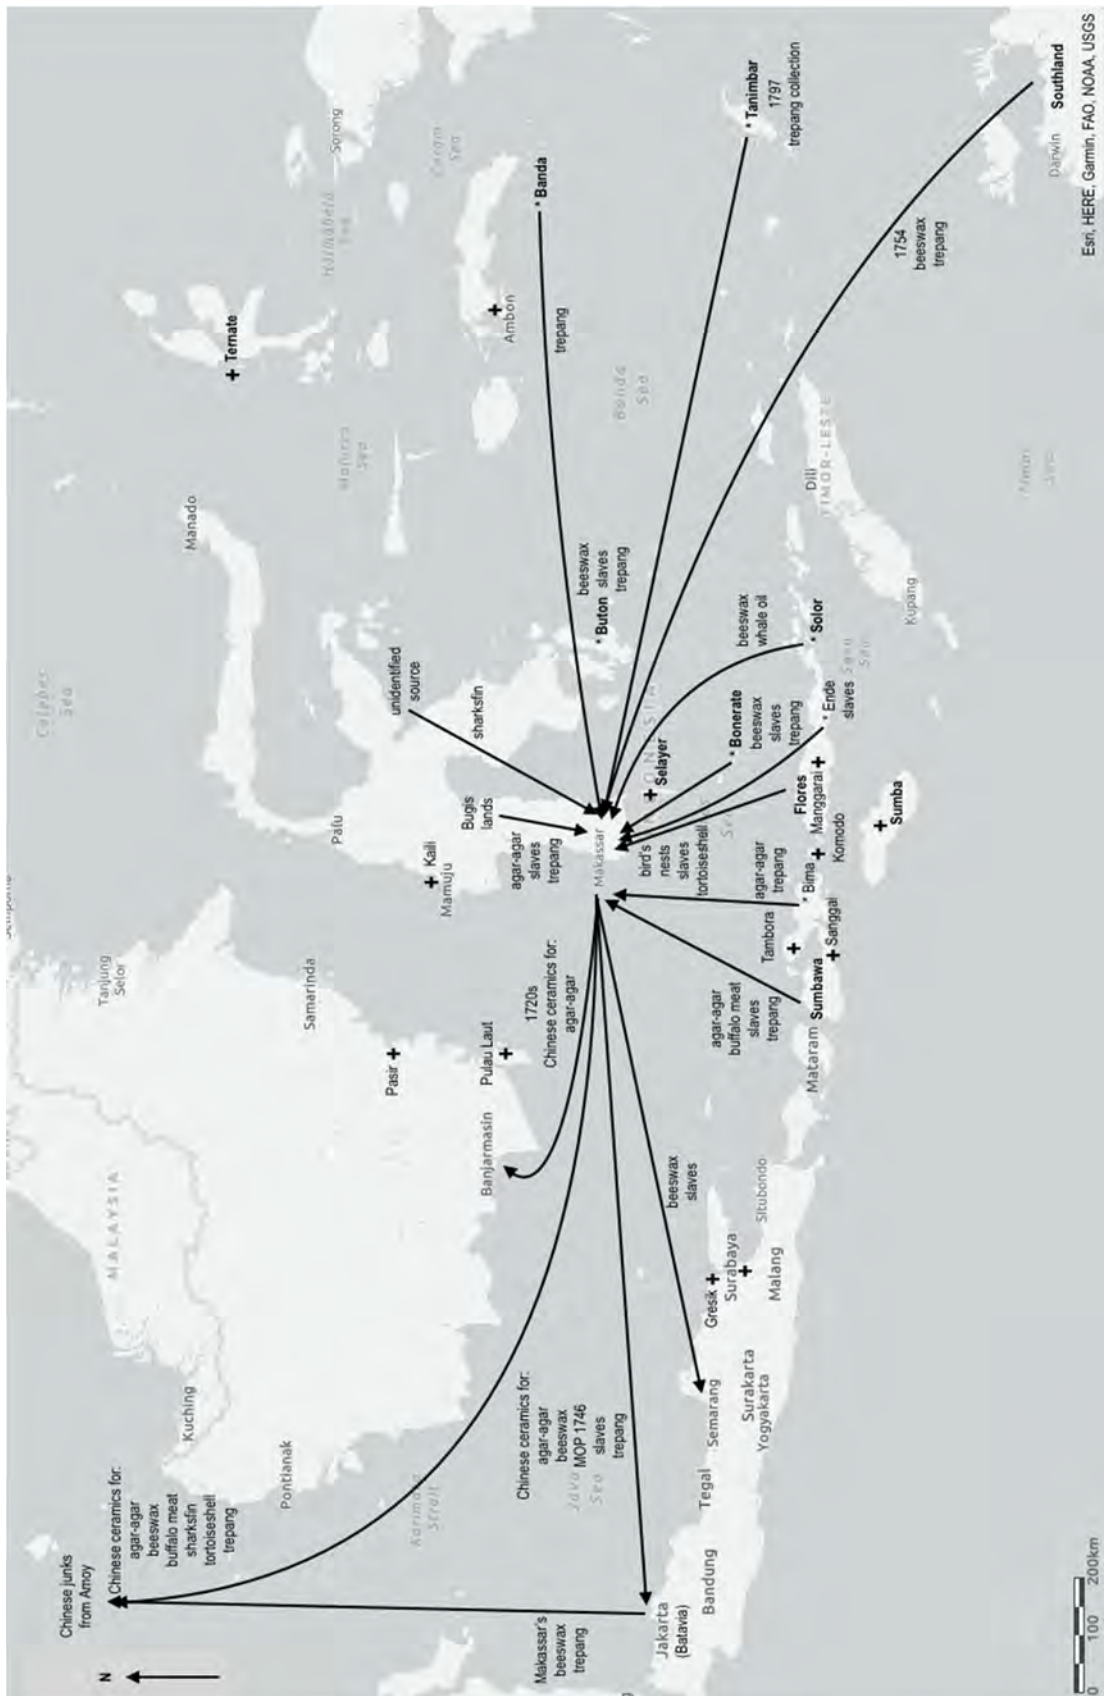 N
Chinese junks
from Amoy
Chinese ceramics for:
agar-agar
beeswax
buffalo meat
sharksfin
tortoiseshell
trepang
Makassar's
beeswax
trepang
Jakarta
(Batavia)
Bandung
Tegal
Semarang
Surakarta
Yogyakarta
Gresik
Surabaya
Malang
Situbondo
Mataram
Kuching
Pontianak
MALAYSIA
Karimata
Strait
Java
Sea
Chinese ceramics for:
agar-agar
beeswax
MOP 1746
slaves
trepang
beeswax
slaves
Banjarmasin
Pulau Laut
Pasir
Samarinda
Tanjung
Selor
1720s
Chinese ceramics for:
agar-agar
Celebes
Sea
Palu
Kaili
Mamuju
Manado
Bugis
lands
agar-agar
slaves
trepang
unidentified
source
sharksfin
Makassar
bird's
nests
slaves
tortoiseshell
Selayer
* Buton
beeswax
slaves
trepang
* Bonerate
beeswax
slaves
trepang
beeswax
whale oil
* Solor
* Ende
slaves
Flores
Manggarai
Komodo
Sumba
* Bima
agar-agar
trepang
Tambora
Sanggal
Sumbawa
agar-agar
buffalo meat
slaves
trepang
Savu
Sea
Kupang
Dili
TIMOR-LESTE
Timor
Sea
Banda
Sea
Molucca
Sea
Ternate
Halmahera
Sea
Sorong
Ceram
Sea
Ambon
* Banda
trepang
* Tanimbar
1797
trepang collection
1754
beeswax
trepang
Darwin
Southland
0 100 200km
Esri, HERE, Garmin, FAO, NOAA, USGS